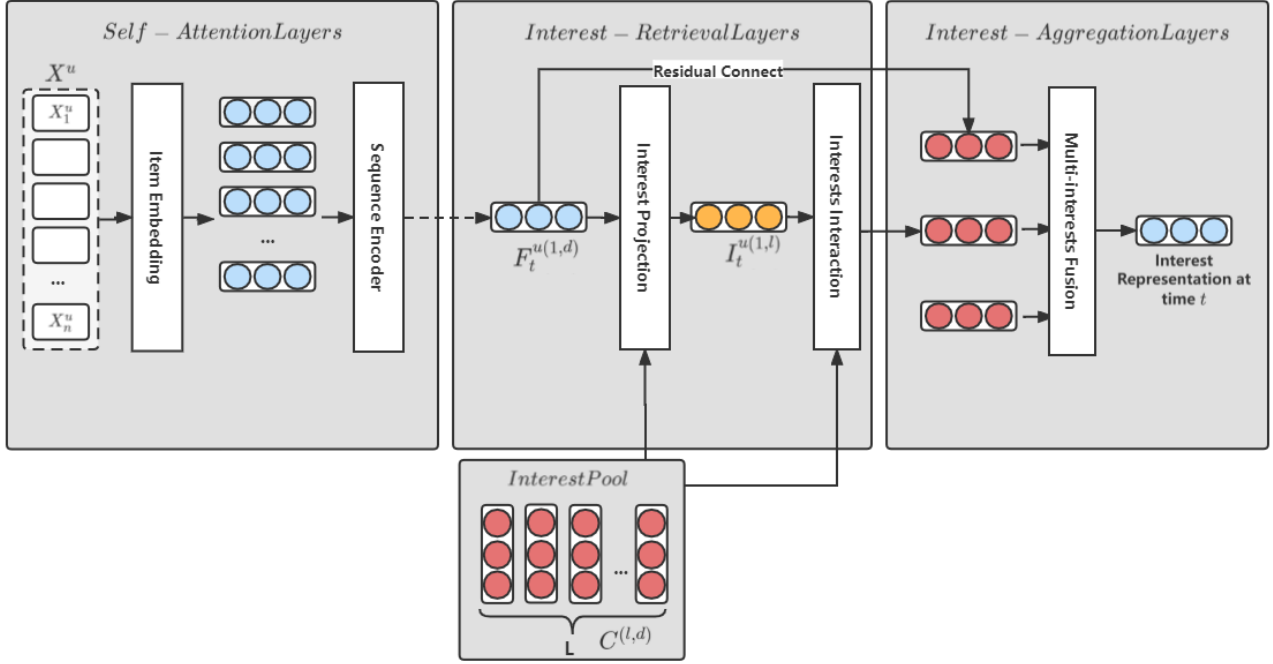 Self − AttentionLayers
X^u
X_1^u
...
X_n^u
Item Embedding
...
Sequence Encoder
Interest − RetrievalLayers
Residual Connect
F_t^{u(1,d)}
Interest Projection
I_t^{u(1,l)}
Interests Interaction
Interest − AggregationLayers
Multi-interests Fusion
Interest
Representation at
time t
InterestPool
...
L
C^{(l,d)}